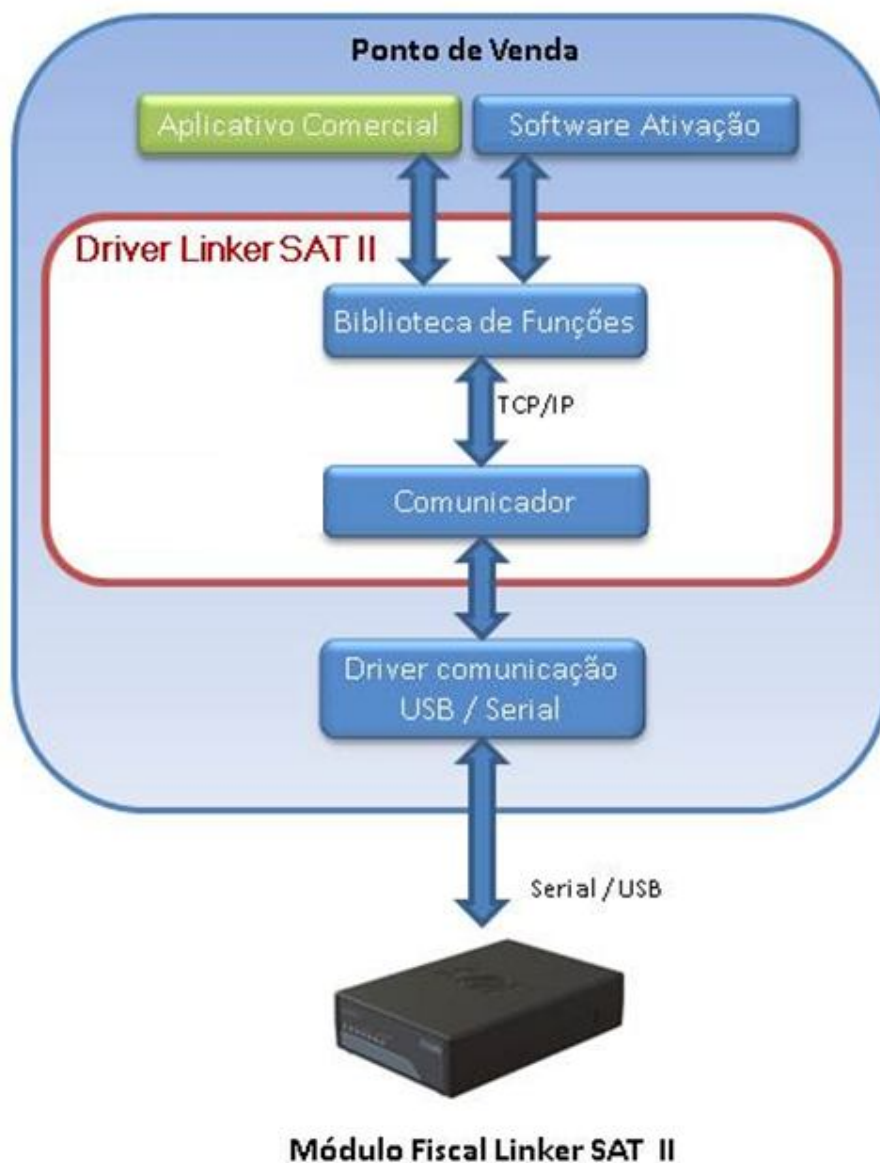 Ponto de Venda
Aplicativo Comercial
Software Ativação
Driver Linker SAT II
Biblioteca de Funções
TCP/IP
Comunicador
Driver comunicação
USB / Serial
Serial / USB
Módulo Fiscal Linker SAT II